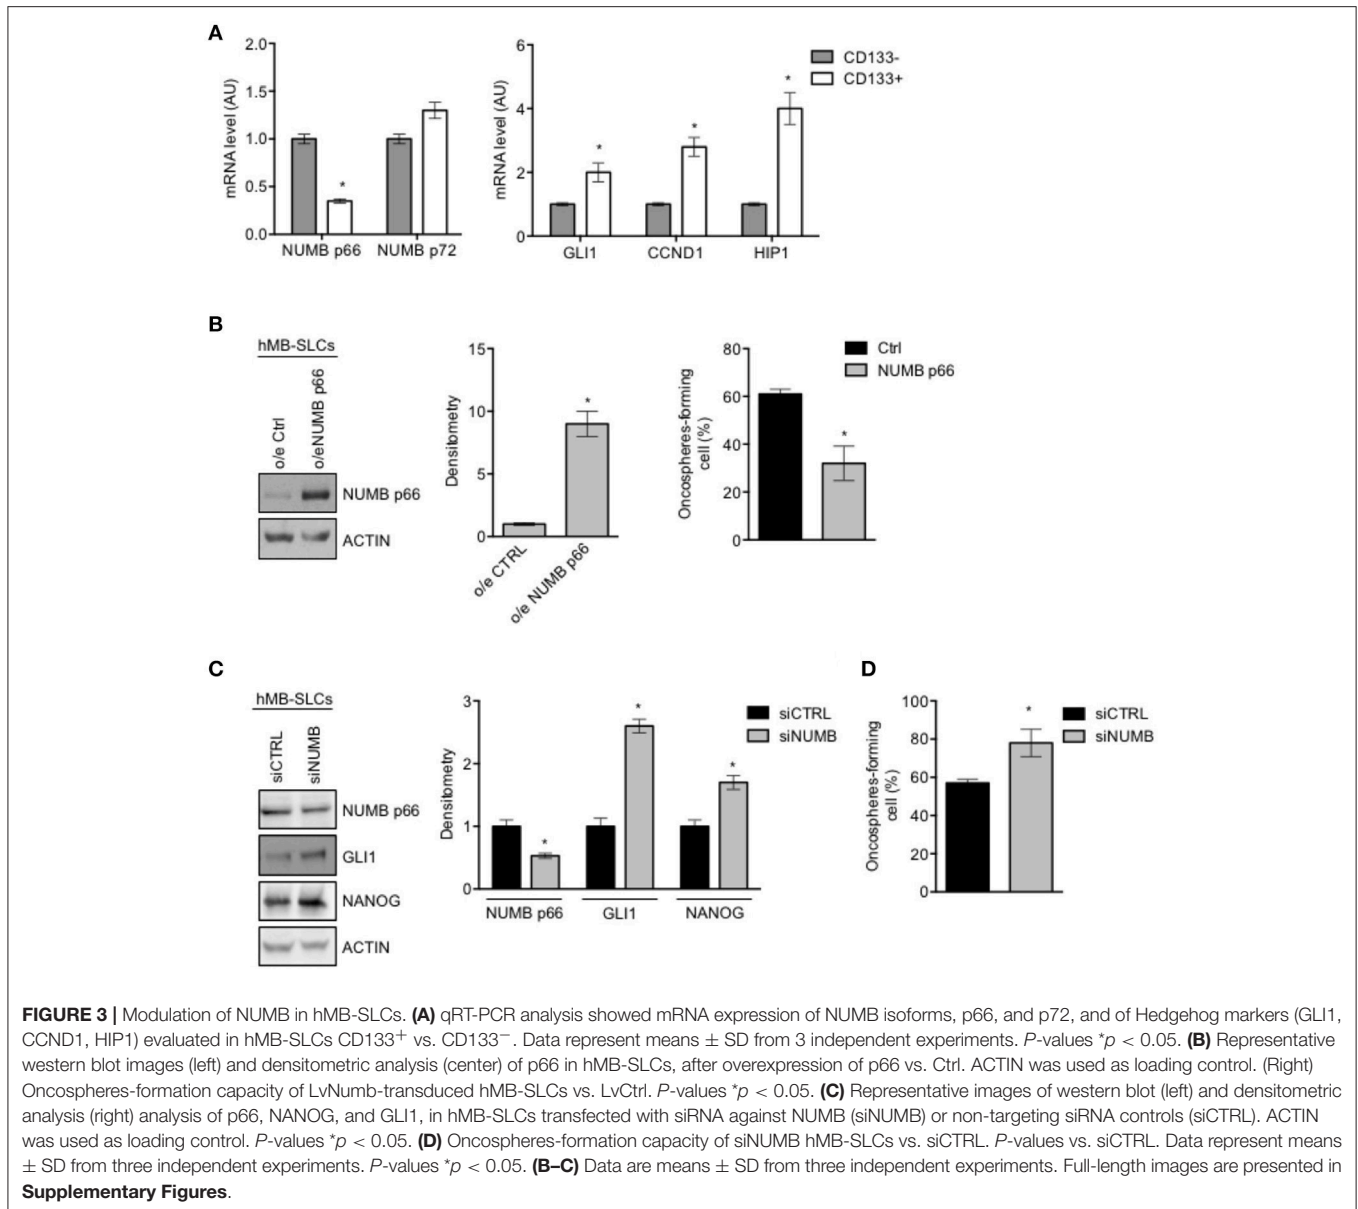 A
mRNA level (AU)
2.0
1.5
1.0
0.5
0.0
NUMB p66
NUMB p72
*
mRNA level (AU)
6
4
2
0
GLI1
CCND1
HIP1
*
*
*
CD133-
CD133+
B
hMB-SLCs
o/e Ctrl
o/eNUMB p66
NUMB p66
ACTIN
Densitometry
15
10
5
0
*
o/e CTRL
o/e NUMB p66
Oncospheres-forming
cell (%)
80
60
40
20
0
*
Ctrl
NUMB p66
C
hMB-SLCs
siCTRL
siNUMB
NUMB p66
GLI1
NANOG
ACTIN
Densitometry
3
2
1
0
*
*
*
NUMB p66
GLI1
NANOG
siCTRL
siNUMB
D
Oncospheres-forming
cell (%)
100
80
60
40
20
0
*
siCTRL
siNUMB
FIGURE 3 | Modulation of NUMB in hMB-SLCs. (A) qRT-PCR analysis showed mRNA expression of NUMB isoforms, p66, and p72, and of Hedgehog markers (GLI1,
CCND1, HIP1) evaluated in hMB-SLCs CD133+ vs. CD133−. Data represent means ± SD from 3 independent experiments. P-values *p < 0.05. (B) Representative
western blot images (left) and densitometric analysis (center) of p66 in hMB-SLCs, after overexpression of p66 vs. Ctrl. ACTIN was used as loading control. (Right)
Oncospheres-formation capacity of LvNumb-transduced hMB-SLCs vs. LvCtrl. P-values *p < 0.05. (C) Representative images of western blot (left) and densitometric
analysis (right) analysis of p66, NANOG, and GLI1, in hMB-SLCs transfected with siRNA against NUMB (siNUMB) or non-targeting siRNA controls (siCTRL). ACTIN
was used as loading control. P-values *p < 0.05. (D) Oncospheres-formation capacity of siNUMB hMB-SLCs vs. siCTRL. P-values vs. siCTRL. Data represent means
± SD from three independent experiments. P-values *p < 0.05. (B–C) Data are means ± SD from three independent experiments. Full-length images are presented in
Supplementary Figures.